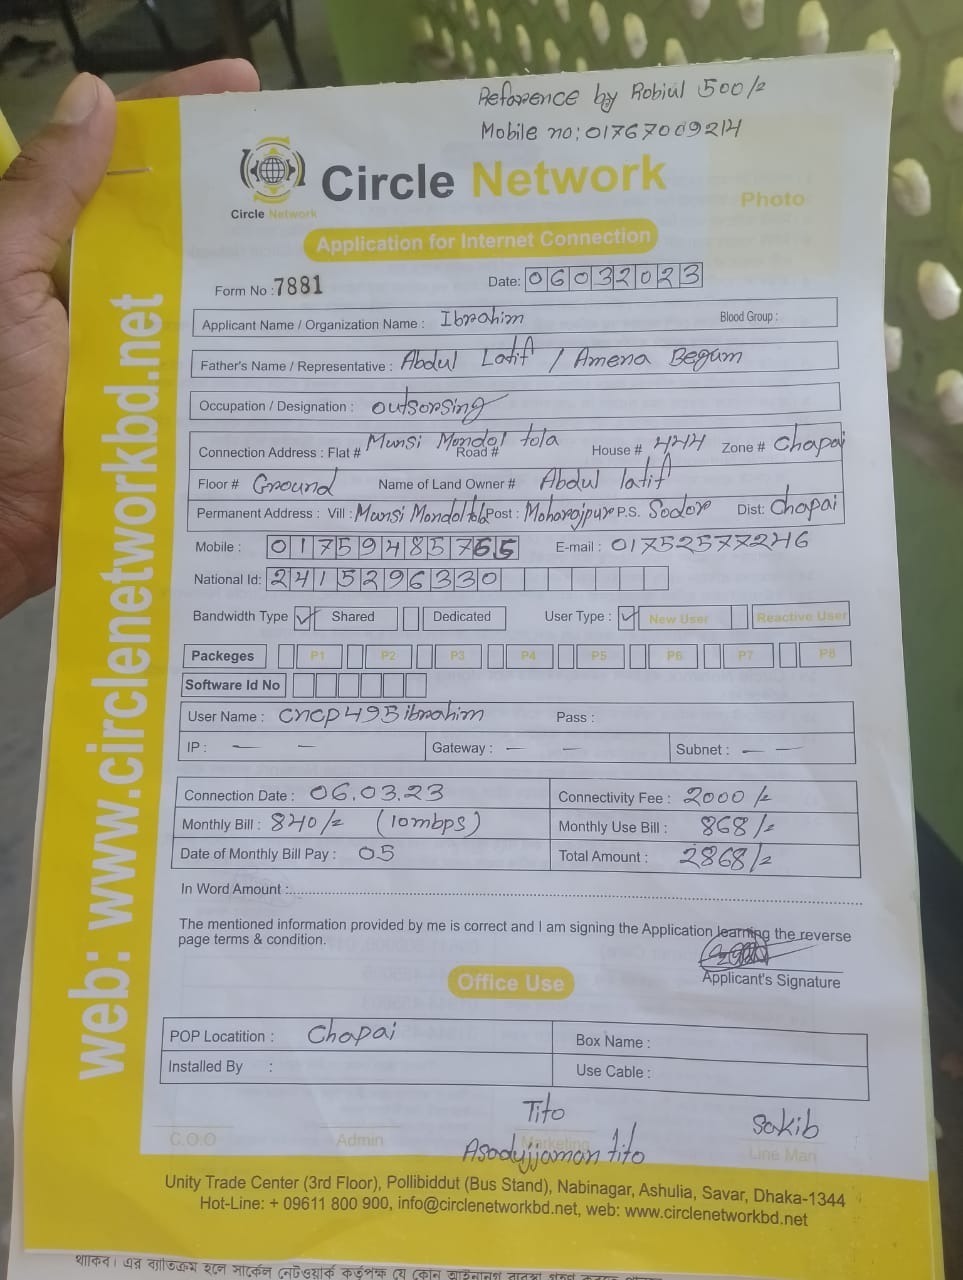 Reference by Robiul 500/=
Mobile no; 01767009214
Circle Network
Circle Network
Photo
Application for Internet Connection
Form No : 7881 Date: 06032023
Applicant Name / Organization Name : Ibrahim Blood Group :
Father's Name / Representative : Abdul Latif / Amena Begum
Occupation / Designation : outsorsing
Connection Address : Flat # Munsi Mondol tola Road # House # 444 Zone # Chapai
Floor # Ground Name of Land Owner # Abdul latif
Permanent Address : Vill : Munsi Mondol tola Post : Moharajpur P.S. Sodor Dist: Chapai
Mobile : 01759485755 E-mail : 01752577246
National Id: 2415296330
Bandwidth Type ✓ Shared Dedicated User Type : ✓ New User Reactive User
Packeges P1 P2 P3 P4 P5 P6 P7 P8
Software Id No
User Name : cncp495ibrahim Pass :
IP : — — Gateway : — — Subnet : — —
Connection Date : 06.03.23 Connectivity Fee : 2000/=
Monthly Bill : 840/= (10mbps) Monthly Use Bill : 868/=
Date of Monthly Bill Pay : 05 Total Amount : 2868/=
In Word Amount :
The mentioned information provided by me is correct and I am signing the Application learning the reverse
page terms & condition.
Applicant's Signature
Office Use
POP Locatition : Chapai Box Name :
Installed By : Use Cable :
Tito Sakib
C.O.O Admin Marketing Line Man
Asadujjaman tito
Unity Trade Center (3rd Floor), Pollibiddut (Bus Stand), Nabinagar, Ashulia, Savar, Dhaka-1344
Hot-Line: + 09611 800 900, info@circlenetworkbd.net, web: www.circlenetworkbd.net
web: www.circlenetworkbd.net
থাকিব। এর ব্যতিক্রম হলে সার্কেল নেটওয়ার্ক কর্তৃপক্ষ যে কোন